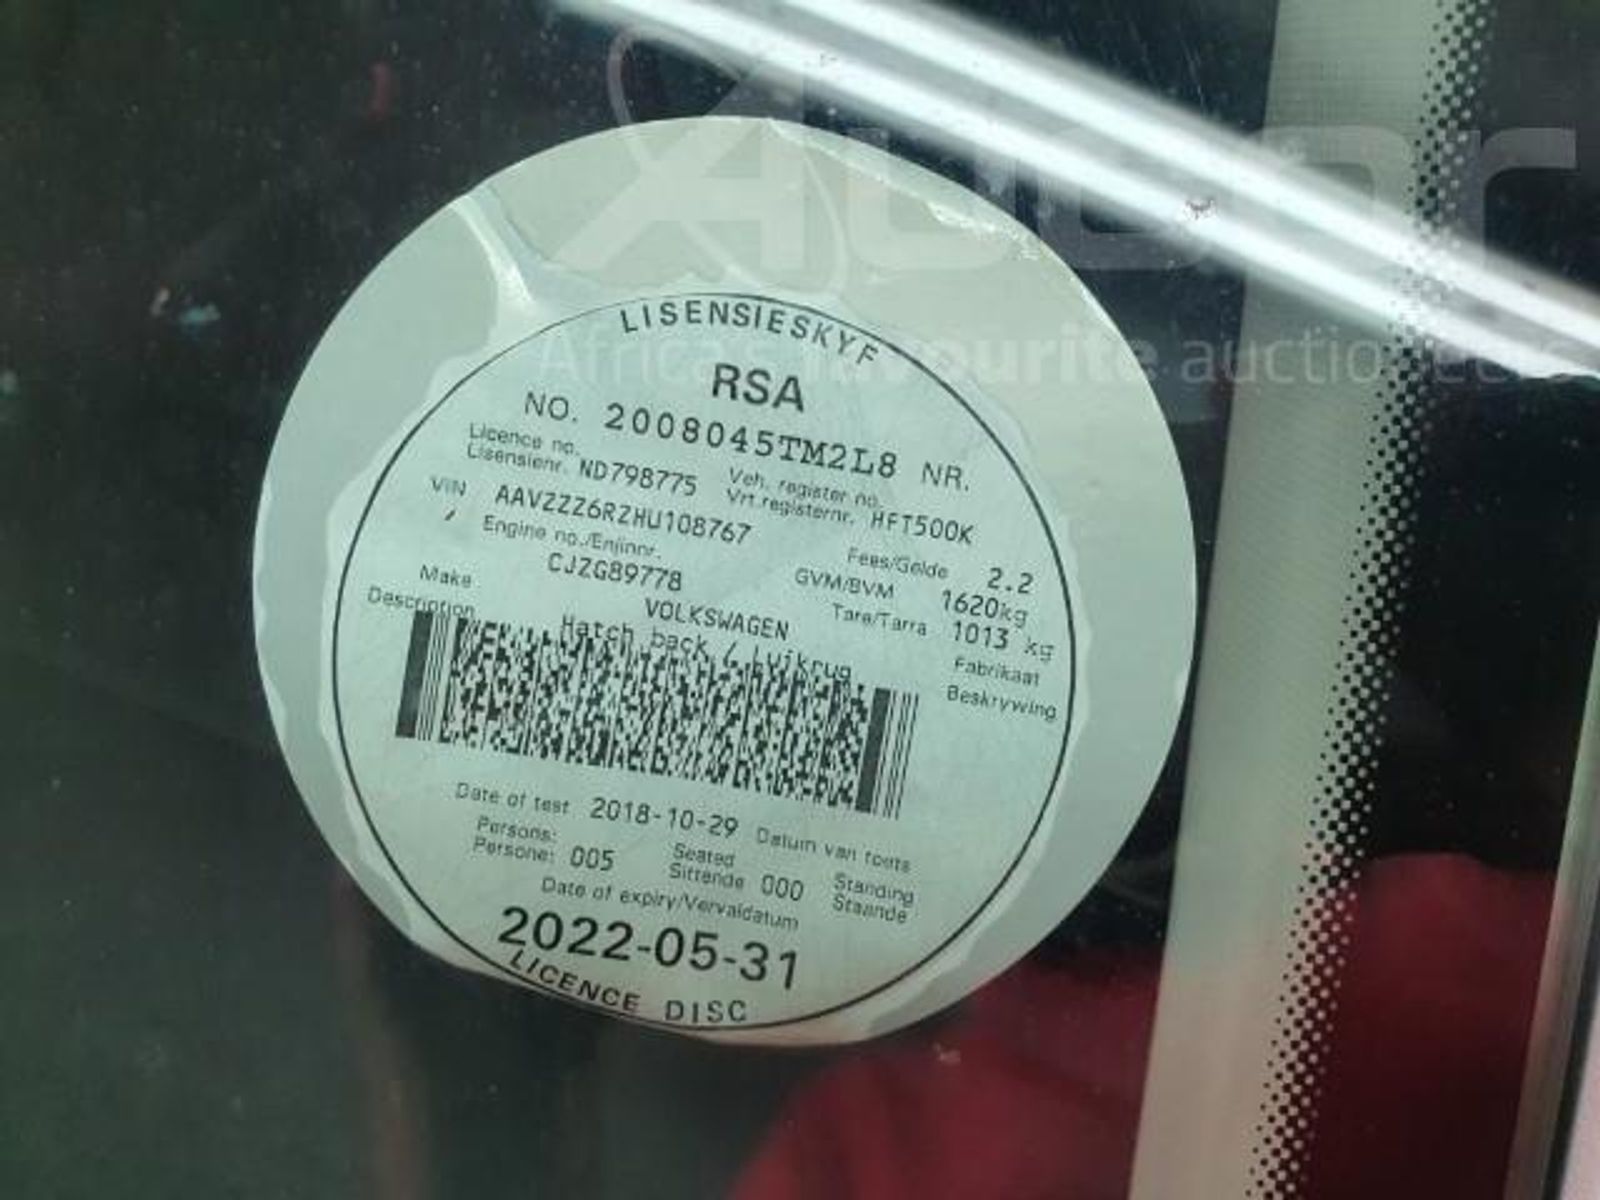 Aucor
Africa's favourite auctioneers
LISENSIESKYF
RSA
NO. 2008045TM2L8 NR.
Licence no.
Lisensienr. ND798775
Veh. register no.
Vrt.registernr. HFT500K
VIN AAVZZZ6RZHU108767
Engine no./Enjinnr.
CJZG89778
Fees/Gelde 2.2
GVM/BVM 1620kg
Tare/Tarra 1013 kg
Make VOLKSWAGEN Fabrikaat
Description Hatch back / Luikrug Beskrywing
Date of test 2018-10-29 Datum van toets
Persons:
Persone: 005
Seated
Sittende 000
Standing
Staande
Date of expiry/Vervaldatum
2022-05-31
LICENCE DISC